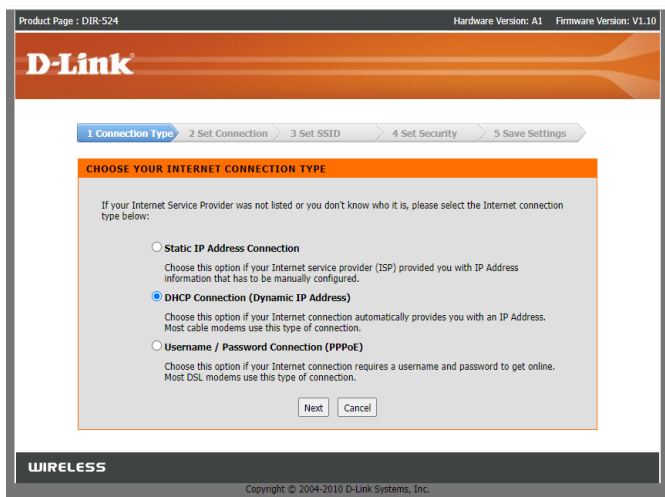 Product Page : DIR-524 Hardware Version: A1 Firmware Version: V1.10
D-Link
1 Connection Type 2 Set Connection 3 Set SSID 4 Set Security 5 Save Settings
CHOOSE YOUR INTERNET CONNECTION TYPE
If your Internet Service Provider was not listed or you don't know who it is, please select the Internet connection
type below:
Static IP Address Connection
Choose this option if your Internet service provider (ISP) provided you with IP Address
information that has to be manually configured.
DHCP Connection (Dynamic IP Address)
Choose this option if your Internet connection automatically provides you with an IP Address.
Most cable modems use this type of connection.
Username / Password Connection (PPPoE)
Choose this option if your Internet connection requires a username and password to get online.
Most DSL modems use this type of connection.
Next Cancel
WIRELESS
Copyright © 2004-2010 D-Link Systems, Inc.